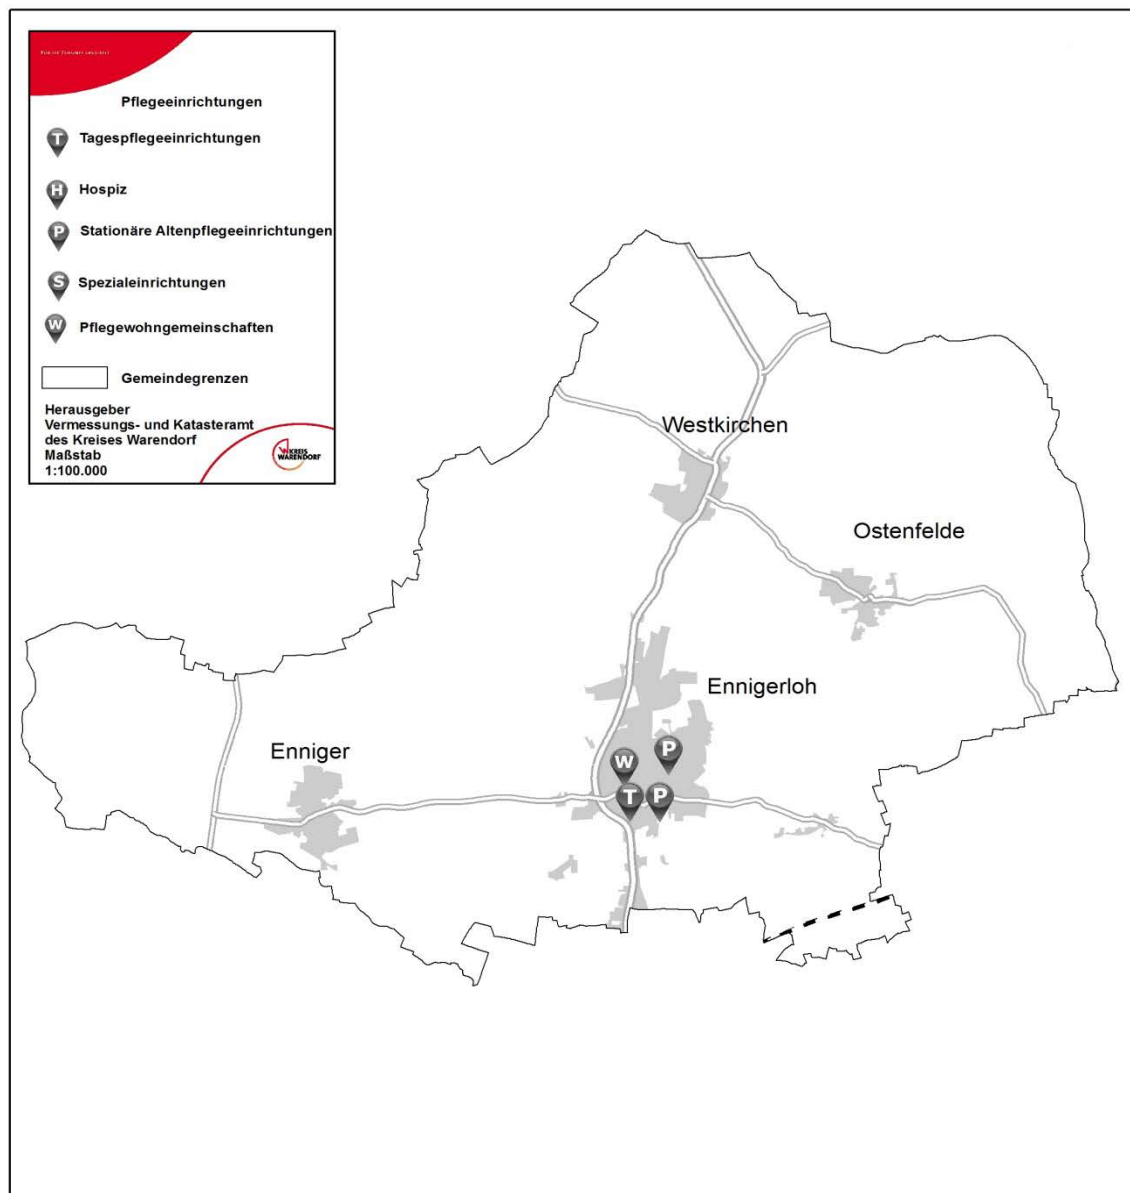 Pflegeeinrichtungen
T Tagespflegeeinrichtungen
H Hospiz
P Stationäre Altenpflegeeinrichtungen
S Spezialeinrichtungen
W Pflegewohngemeinschaften
Gemeindegrenzen
Herausgeber
Vermessungs- und Katasteramt
des Kreises Warendorf
Maßstab
1:100.000
KREIS
WARENDORF
Westkirchen
Ostenfelde
Ennigerloh
Enniger
P
W
T P